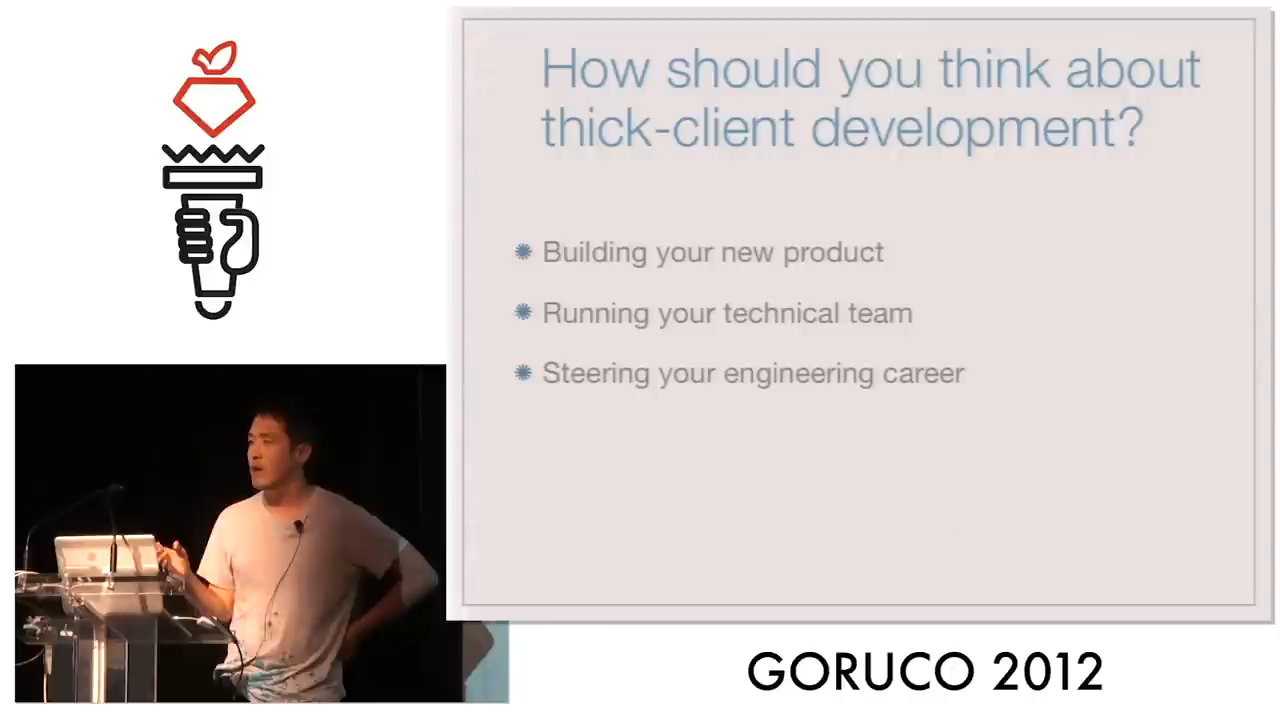 How should you think about
thick-client development?
Building your new product
Running your technical team
Steering your engineering career
GORUCO 2012